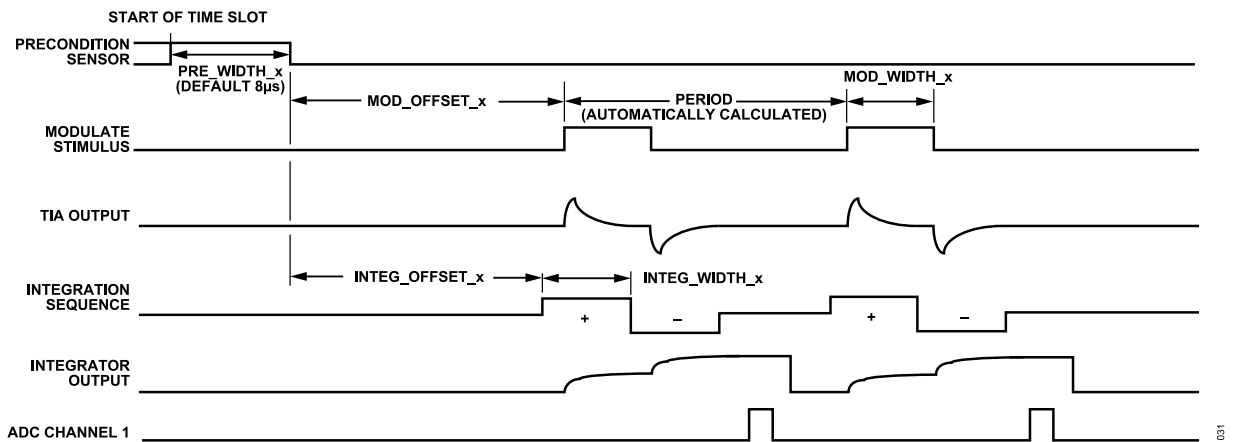 START OF TIME SLOT
PRECONDITION
SENSOR
PRE_WIDTH_x
(DEFAULT 8µs)
MOD_OFFSET_x
PERIOD
(AUTOMATICALLY CALCULATED)
MOD_WIDTH_x
MODULATE
STIMULUS
TIA OUTPUT
INTEG_OFFSET_x
INTEG_WIDTH_x
INTEGRATION
SEQUENCE
+
–
+
–
INTEGRATOR
OUTPUT
ADC CHANNEL 1
031